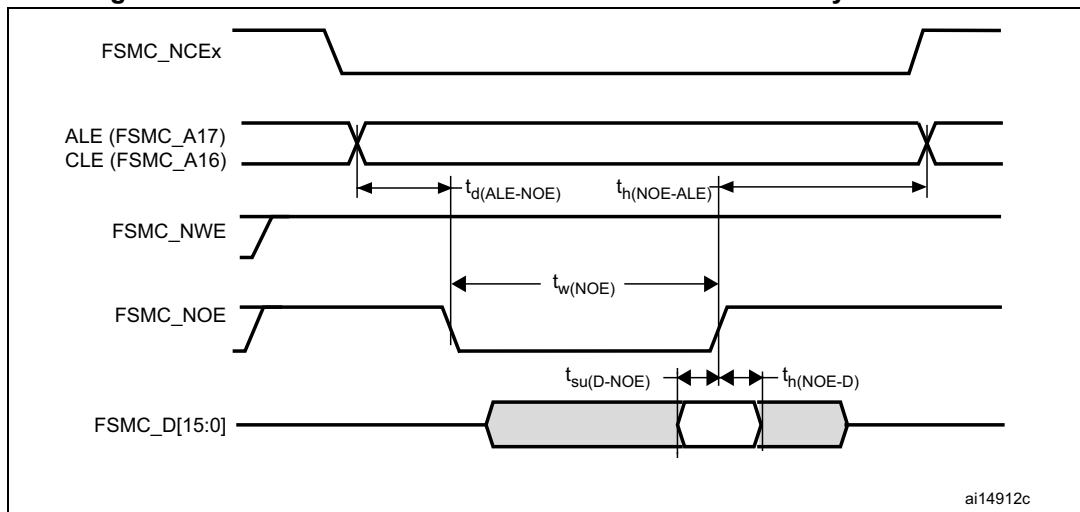 FSMC_NCEx
ALE (FSMC_A17)
CLE (FSMC_A16)
td(ALE-NOE)
th(NOE-ALE)
FSMC_NWE
tw(NOE)
FSMC_NOE
tsu(D-NOE)
th(NOE-D)
FSMC_D[15:0]
ai14912c